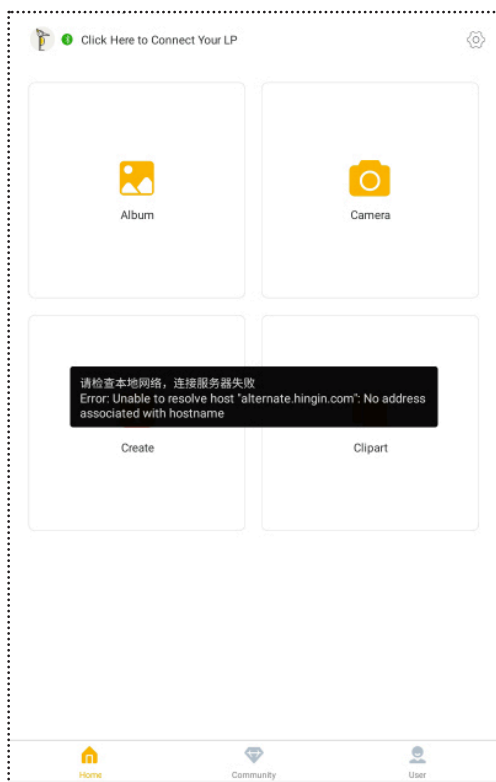 Click Here to Connect Your LP
Album
Camera
请检查本地网络，连接服务器失败
Error: Unable to resolve host "alternate.hingin.com": No address
associated with hostname
Create
Clipart
Home
Community
User